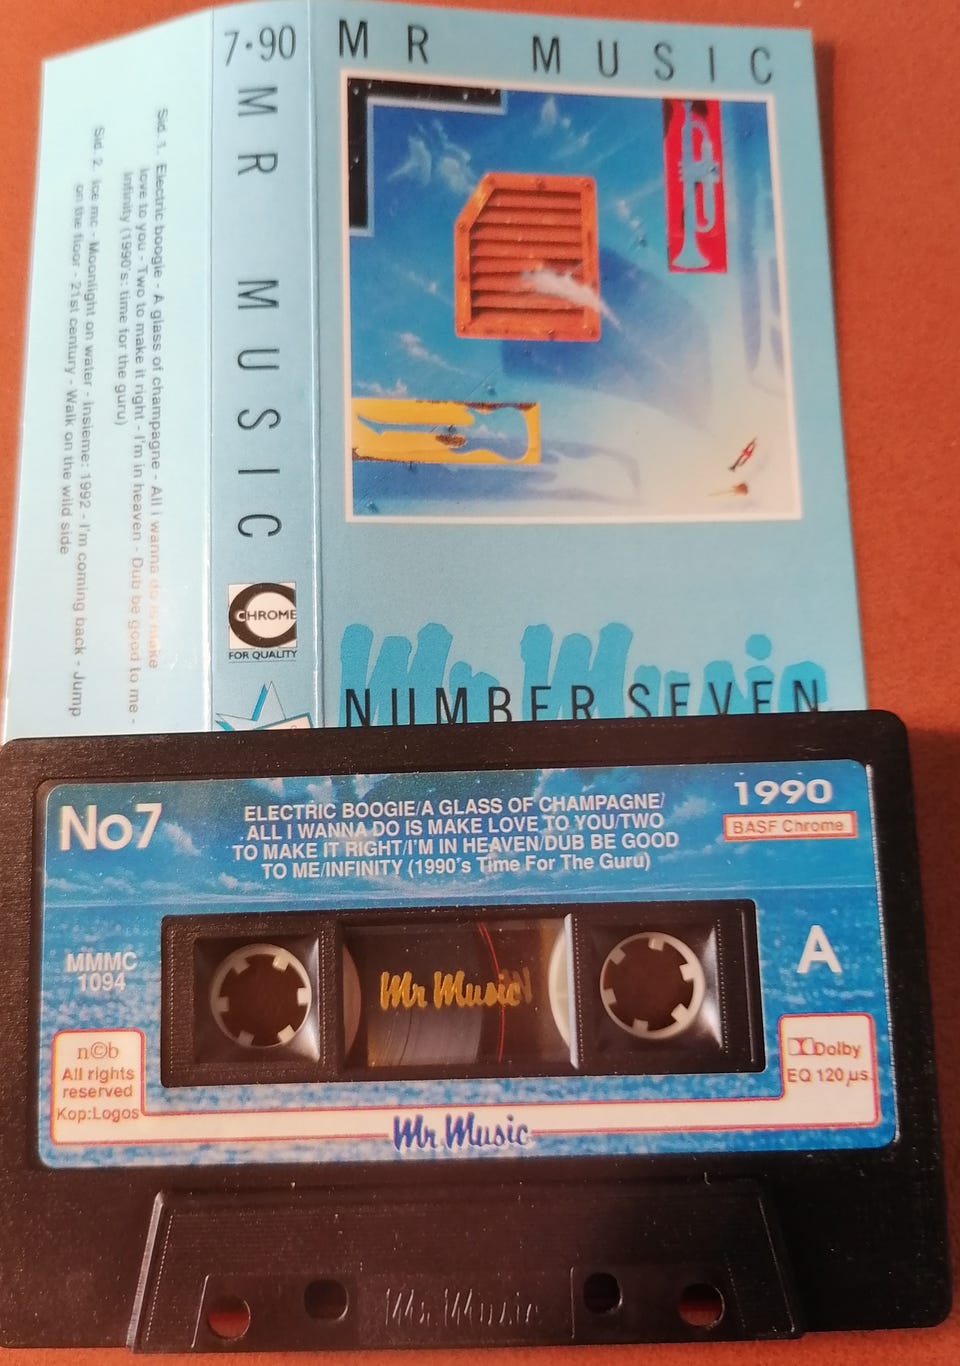 Sid. 1. Electric boogie - A glass of champagne - All i wanna do is make
love to you - Two to make it right - I'm in heaven - Dub be good to me -
Infinity (1990's: time for the guru)
Sid. 2. Ice mc - Moonlight on water - Insieme: 1992 - I'm coming back - Jump
on the floor - 21st century - Walk on the wild side
7·90
MR MUSIC
CHROME
FOR QUALITY
MR MUSIC
Mr Music
NUMBER SEVEN
No7
ELECTRIC BOOGIE/A GLASS OF CHAMPAGNE/
ALL I WANNA DO IS MAKE LOVE TO YOU/TWO
TO MAKE IT RIGHT/I'M IN HEAVEN/DUB BE GOOD
TO ME/INFINITY (1990's Time For The Guru)
1990
BASF Chrome
MMMC
1094
A
Mr Music
n©b
All rights
reserved
Kop:Logos
Dolby
EQ 120 µs.
Mr Music
Mr Music